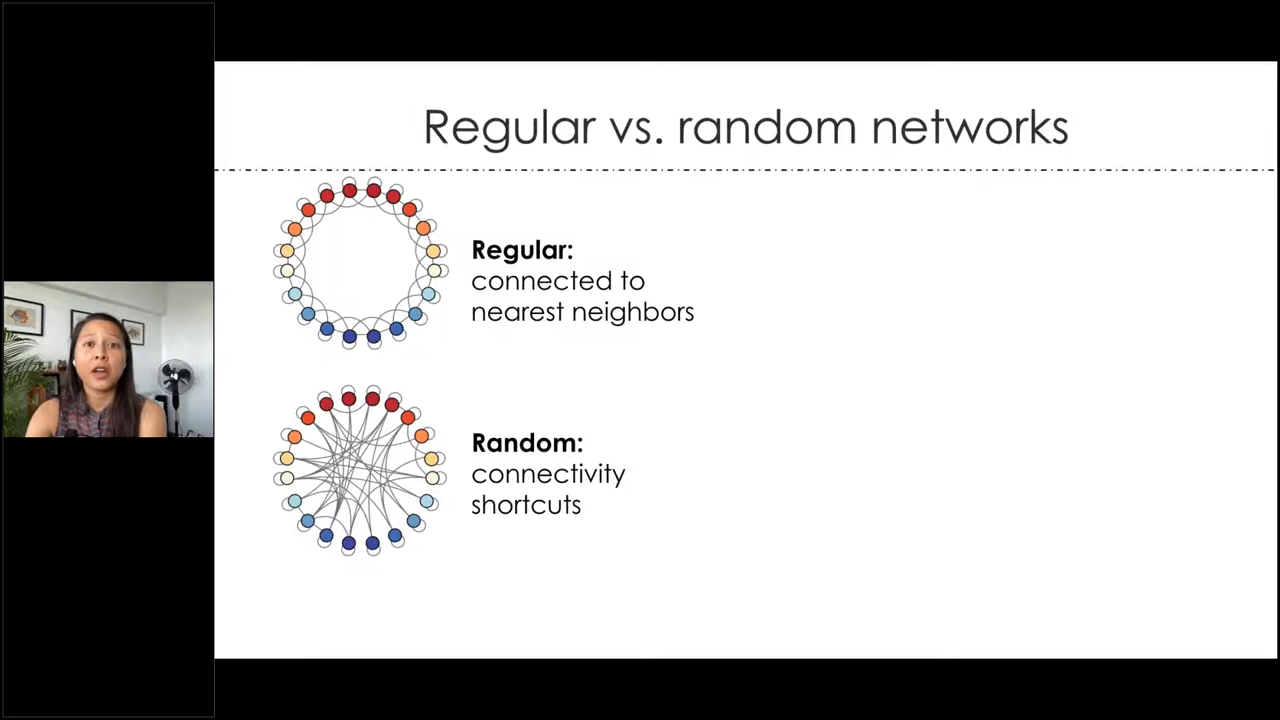 Regular vs. random networks
Regular:
connected to
nearest neighbors
Random:
connectivity
shortcuts